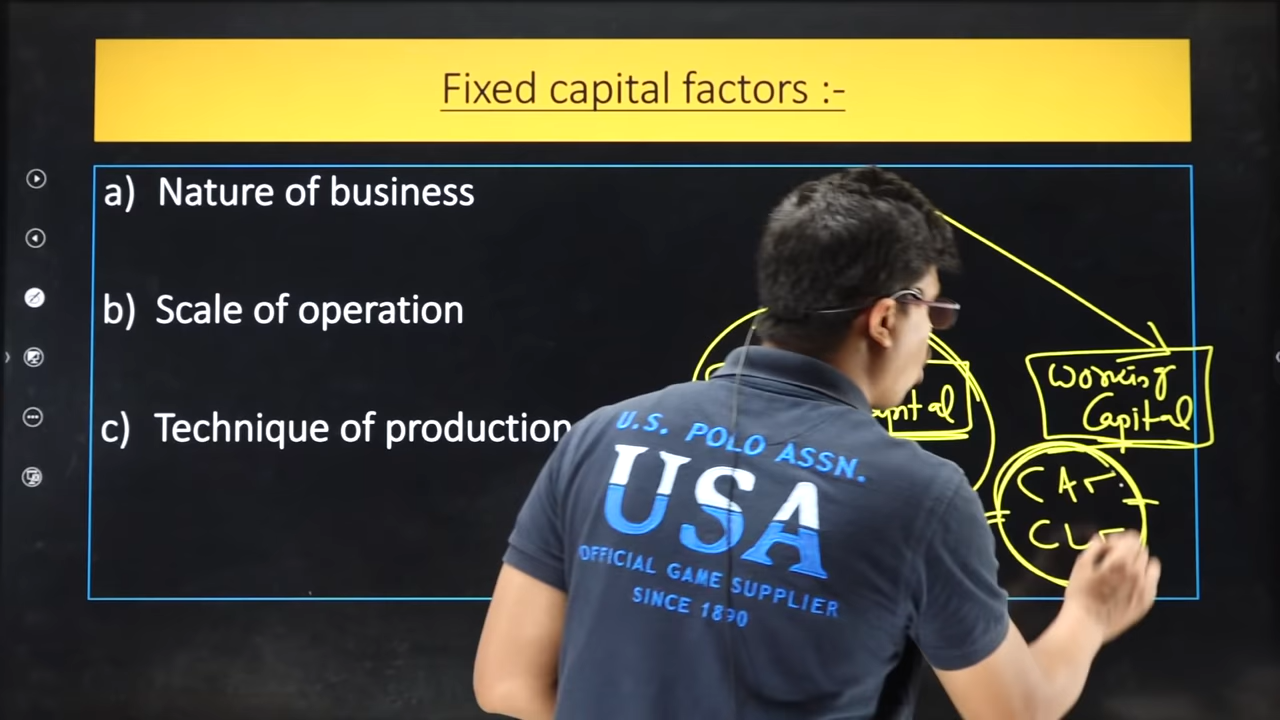 Fixed capital factors :-
a) Nature of business
b) Scale of operation
c) Technique of production
Working
Capital
CA
CL
U.S. POLO ASSN.
USA
OFFICIAL GAME SUPPLIER
SINCE 1890